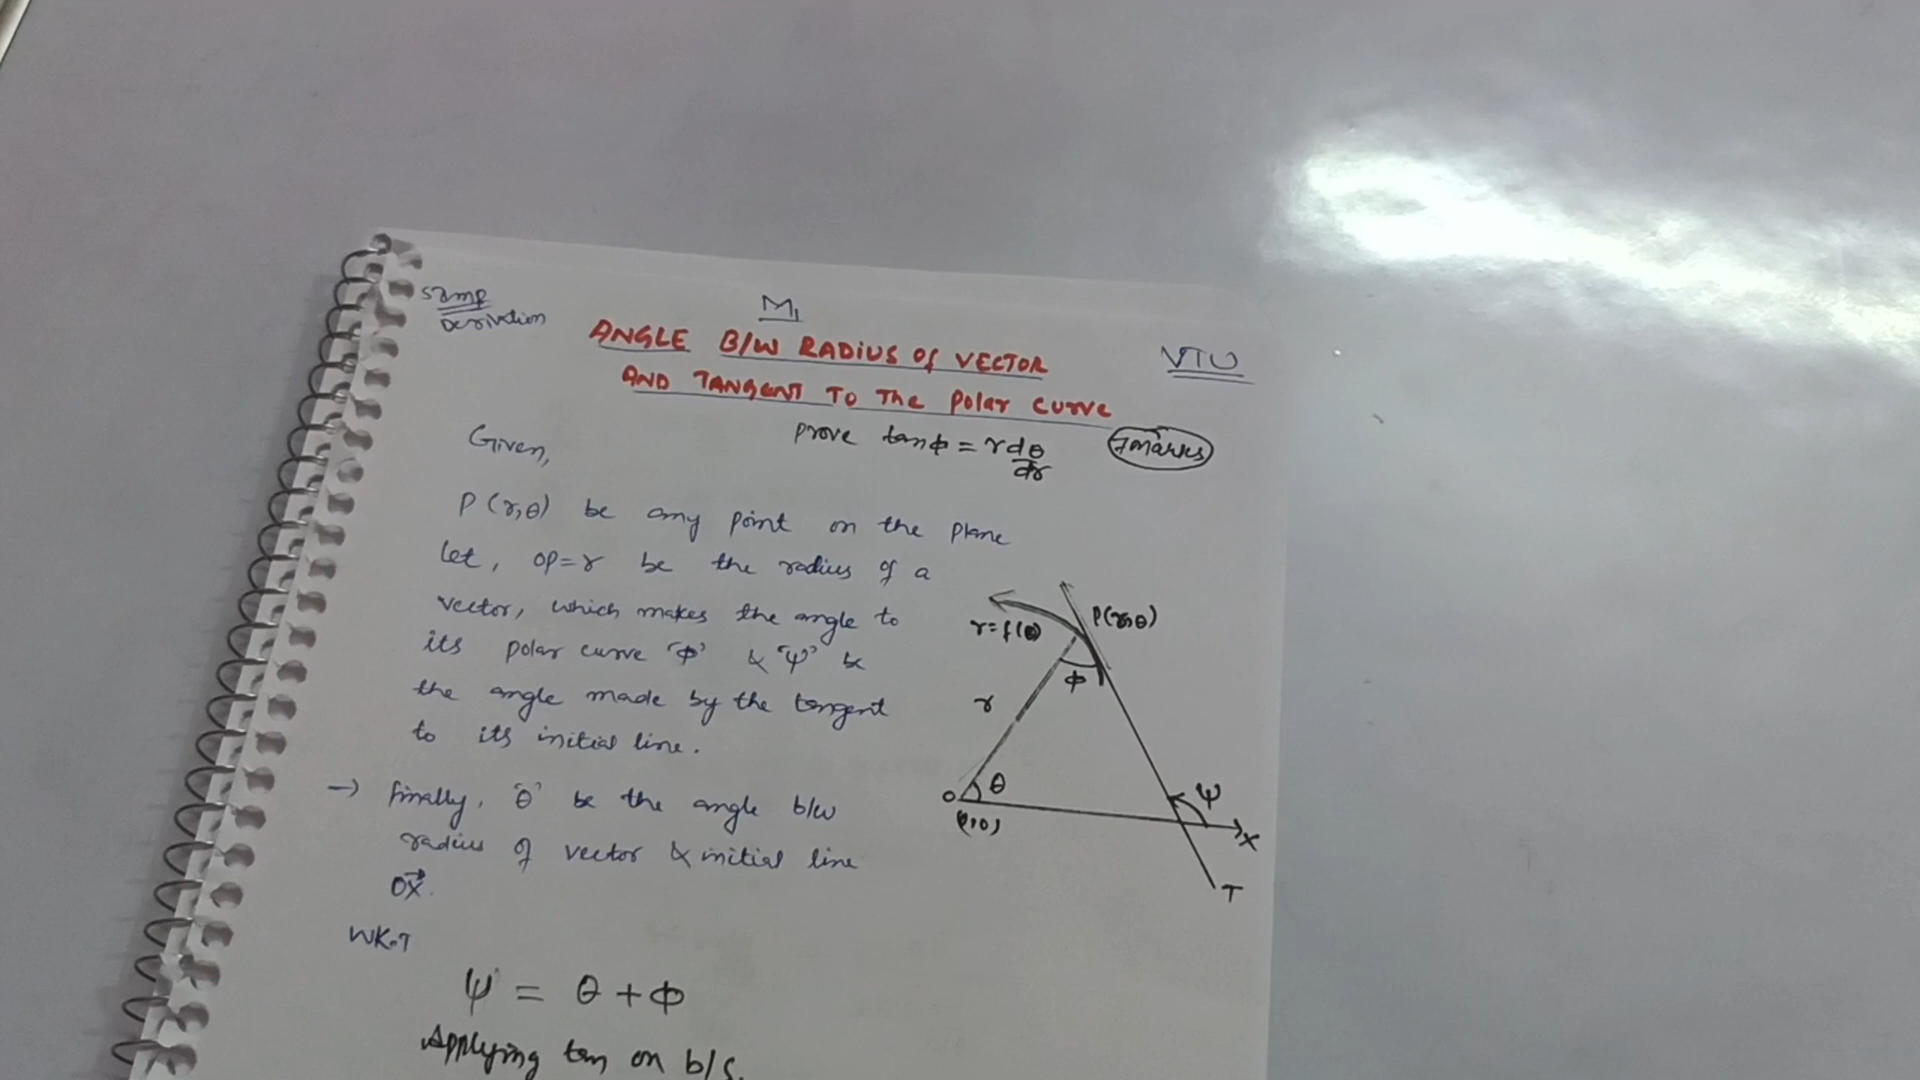 M₁
ANGLE B/W RADIUS OF VECTOR
VTU
AND TANGENT TO The Polar Curve
Derivation
Prove tanφ = r dθ/dr
7marks
Given,
P(r,θ) be any point on the plane
let, OP=r be the radius of a
vector, which makes the angle to
its polar curve 'φ' & 'ψ' be
the angle made by the tangent
to its initial line.
→ finally, 'θ' be the angle b/w
radius of vector & initial line
OX⃗.
WK.T
ψ = θ + φ
Applying tan on b/s.
r=f(θ)
P(r,θ)
φ
r
θ
O
(0,0)
ψ
X
T